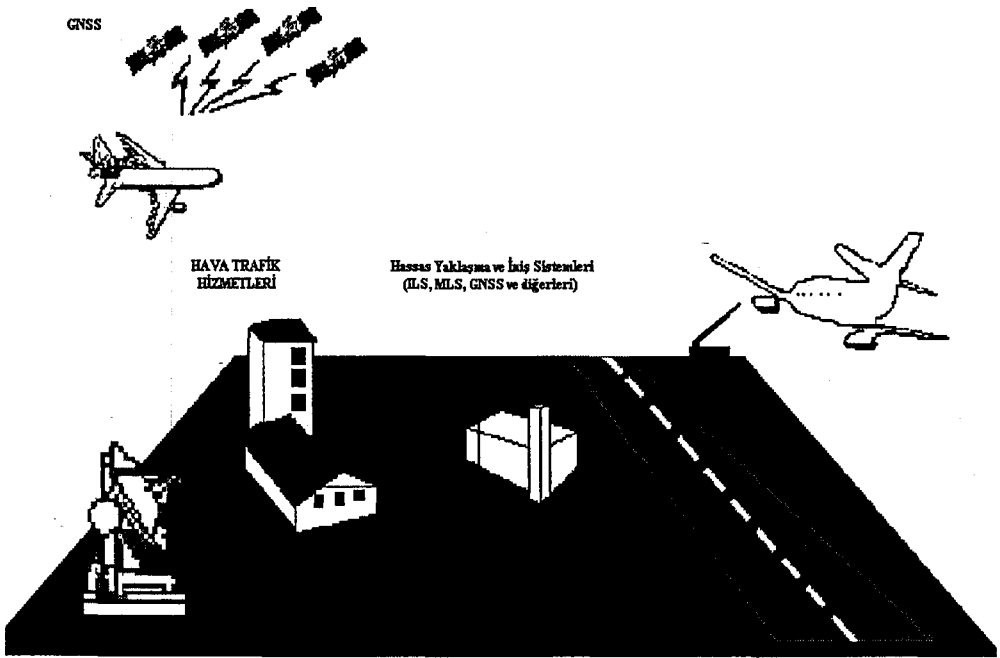 GNSS
HAVA TRAFİK
HİZMETLERİ
Hassas Yaklaşma ve İniş Sistemleri
(ILS, MLS, GNSS ve diğerleri)